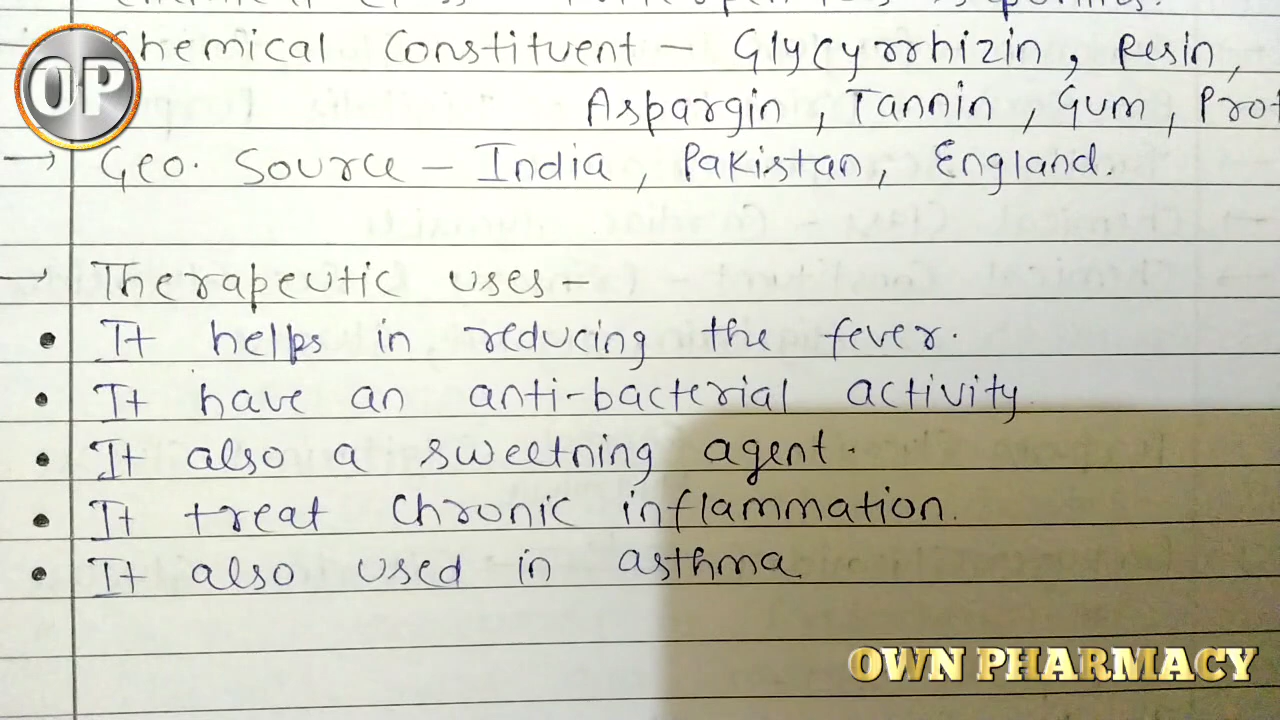 OP
Chemical Constituent – Glycyrrhizin, Resin,
Aspargin, Tannin, Gum, Prot
→ Geo. Source – India, Pakistan, England.
→ Therapeutic uses –
• It helps in reducing the fever.
• It have an anti-bacterial activity
• It also a sweetning agent.
• It treat chronic inflammation.
• It also used in asthma
OWN PHARMACY